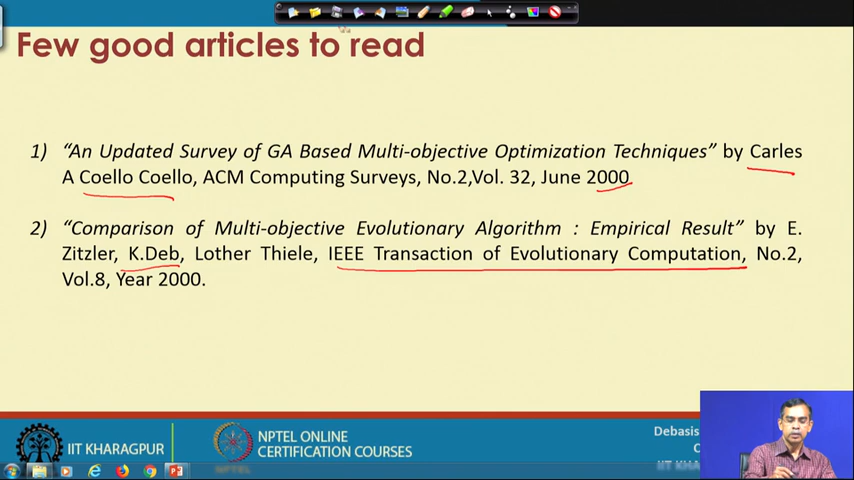 Few good articles to read
1) “An Updated Survey of GA Based Multi-objective Optimization Techniques” by Carles
A Coello Coello, ACM Computing Surveys, No.2,Vol. 32, June 2000.
2) “Comparison of Multi-objective Evolutionary Algorithm : Empirical Result” by E.
Zitzler, K.Deb, Lother Thiele, IEEE Transaction of Evolutionary Computation, No.2,
Vol.8, Year 2000.
IIT KHARAGPUR
NPTEL ONLINE
CERTIFICATION COURSES
NPTEL
Debasis
IIT KHA